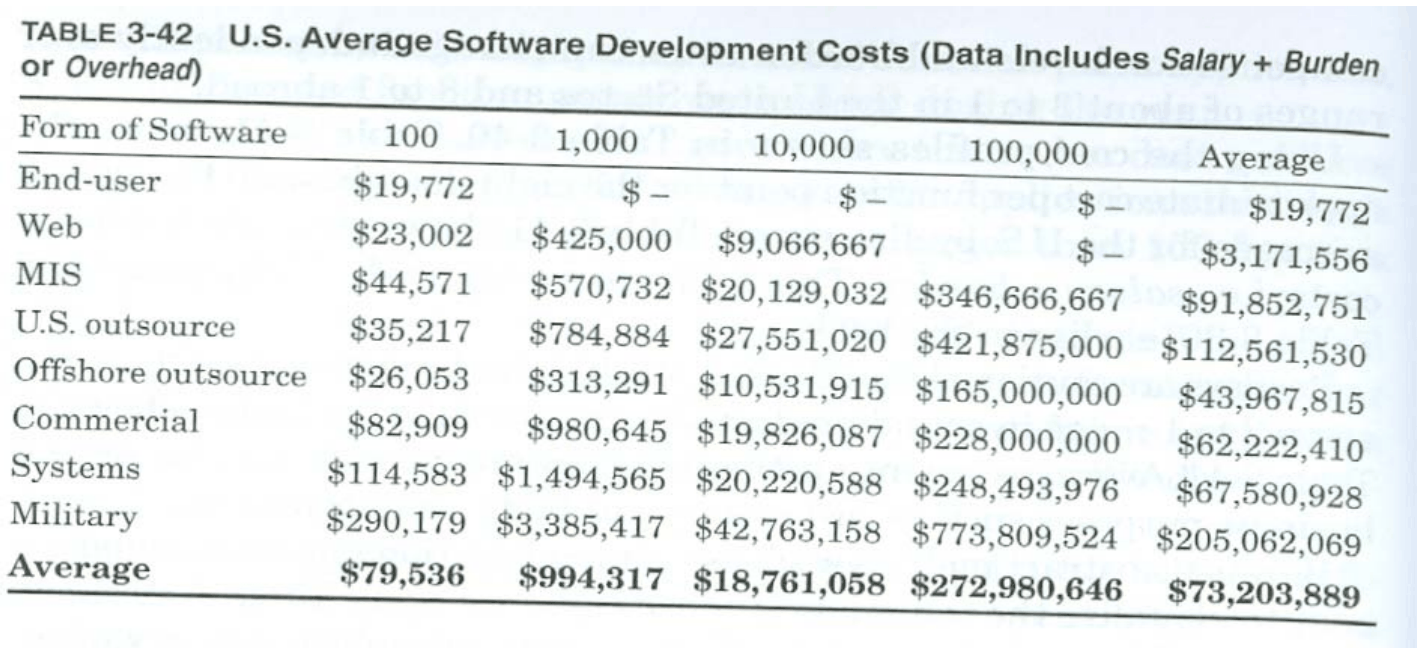 TABLE 3-42 U.S. Average Software Development Costs (Data Includes Salary + Burden
or Overhead)
Form of Software 100 1,000 10,000 100,000 Average
End-user $19,772 $ – $ – $ – $19,772
Web $23,002 $425,000 $9,066,667 $ – $3,171,556
MIS $44,571 $570,732 $20,129,032 $346,666,667 $91,852,751
U.S. outsource $35,217 $784,884 $27,551,020 $421,875,000 $112,561,530
Offshore outsource $26,053 $313,291 $10,531,915 $165,000,000 $43,967,815
Commercial $82,909 $980,645 $19,826,087 $228,000,000 $62,222,410
Systems $114,583 $1,494,565 $20,220,588 $248,493,976 $67,580,928
Military $290,179 $3,385,417 $42,763,158 $773,809,524 $205,062,069
Average $79,536 $994,317 $18,761,058 $272,980,646 $73,203,889